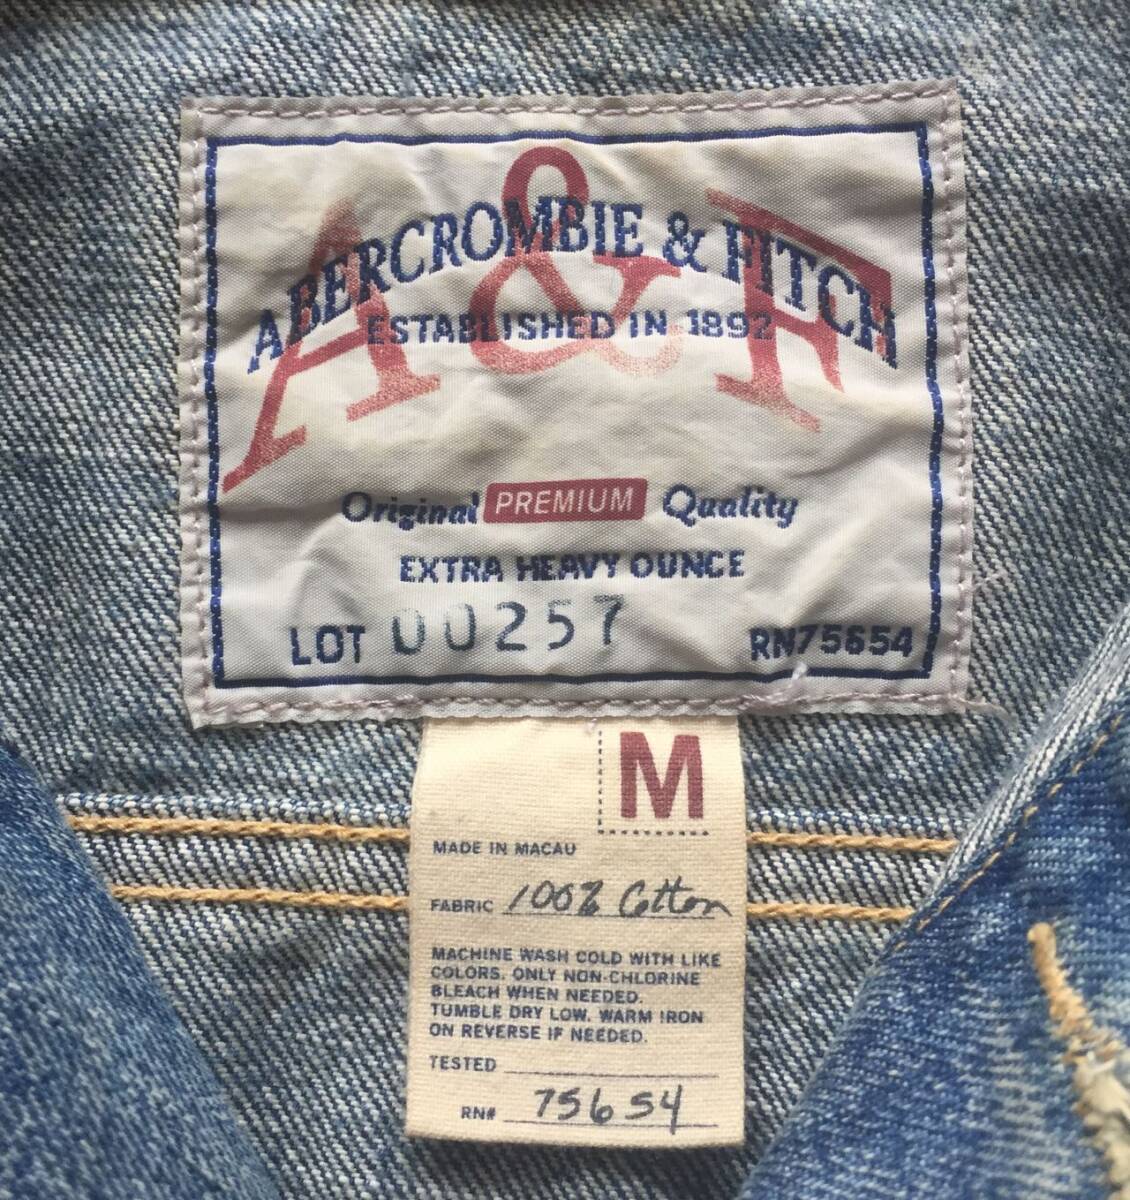 A&F
ABERCROMBIE & FITCH
ESTABLISHED IN 1892
Original PREMIUM Quality
EXTRA HEAVY OUNCE
LOT 00257 RN75654
M
MADE IN MACAU
FABRIC 100% Cotton
MACHINE WASH COLD WITH LIKE
COLORS. ONLY NON-CHLORINE
BLEACH WHEN NEEDED.
TUMBLE DRY LOW. WARM IRON
ON REVERSE IF NEEDED.
TESTED
RN# 75654